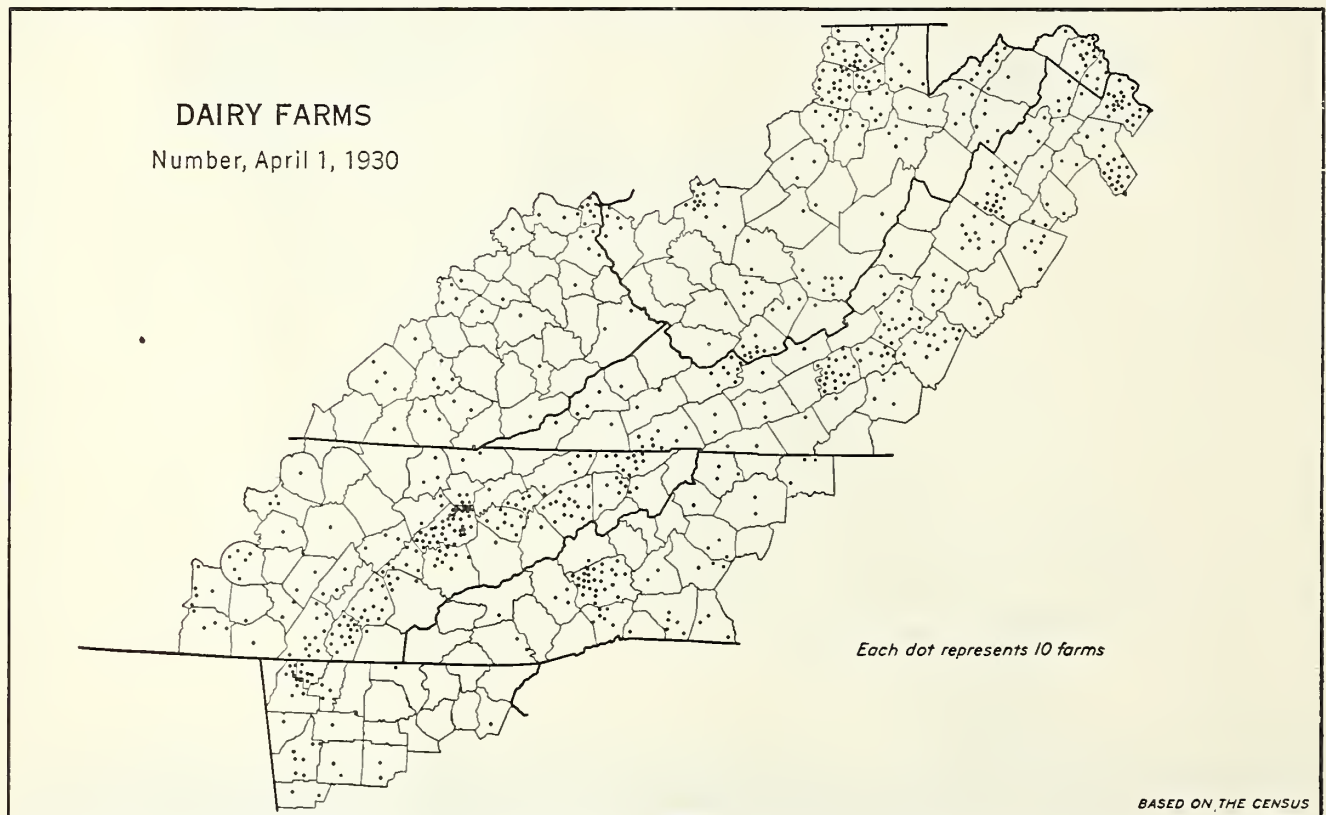 DAIRY FARMS
Number, April 1, 1930
Each dot represents 10 farms
BASED ON THE CENSUS